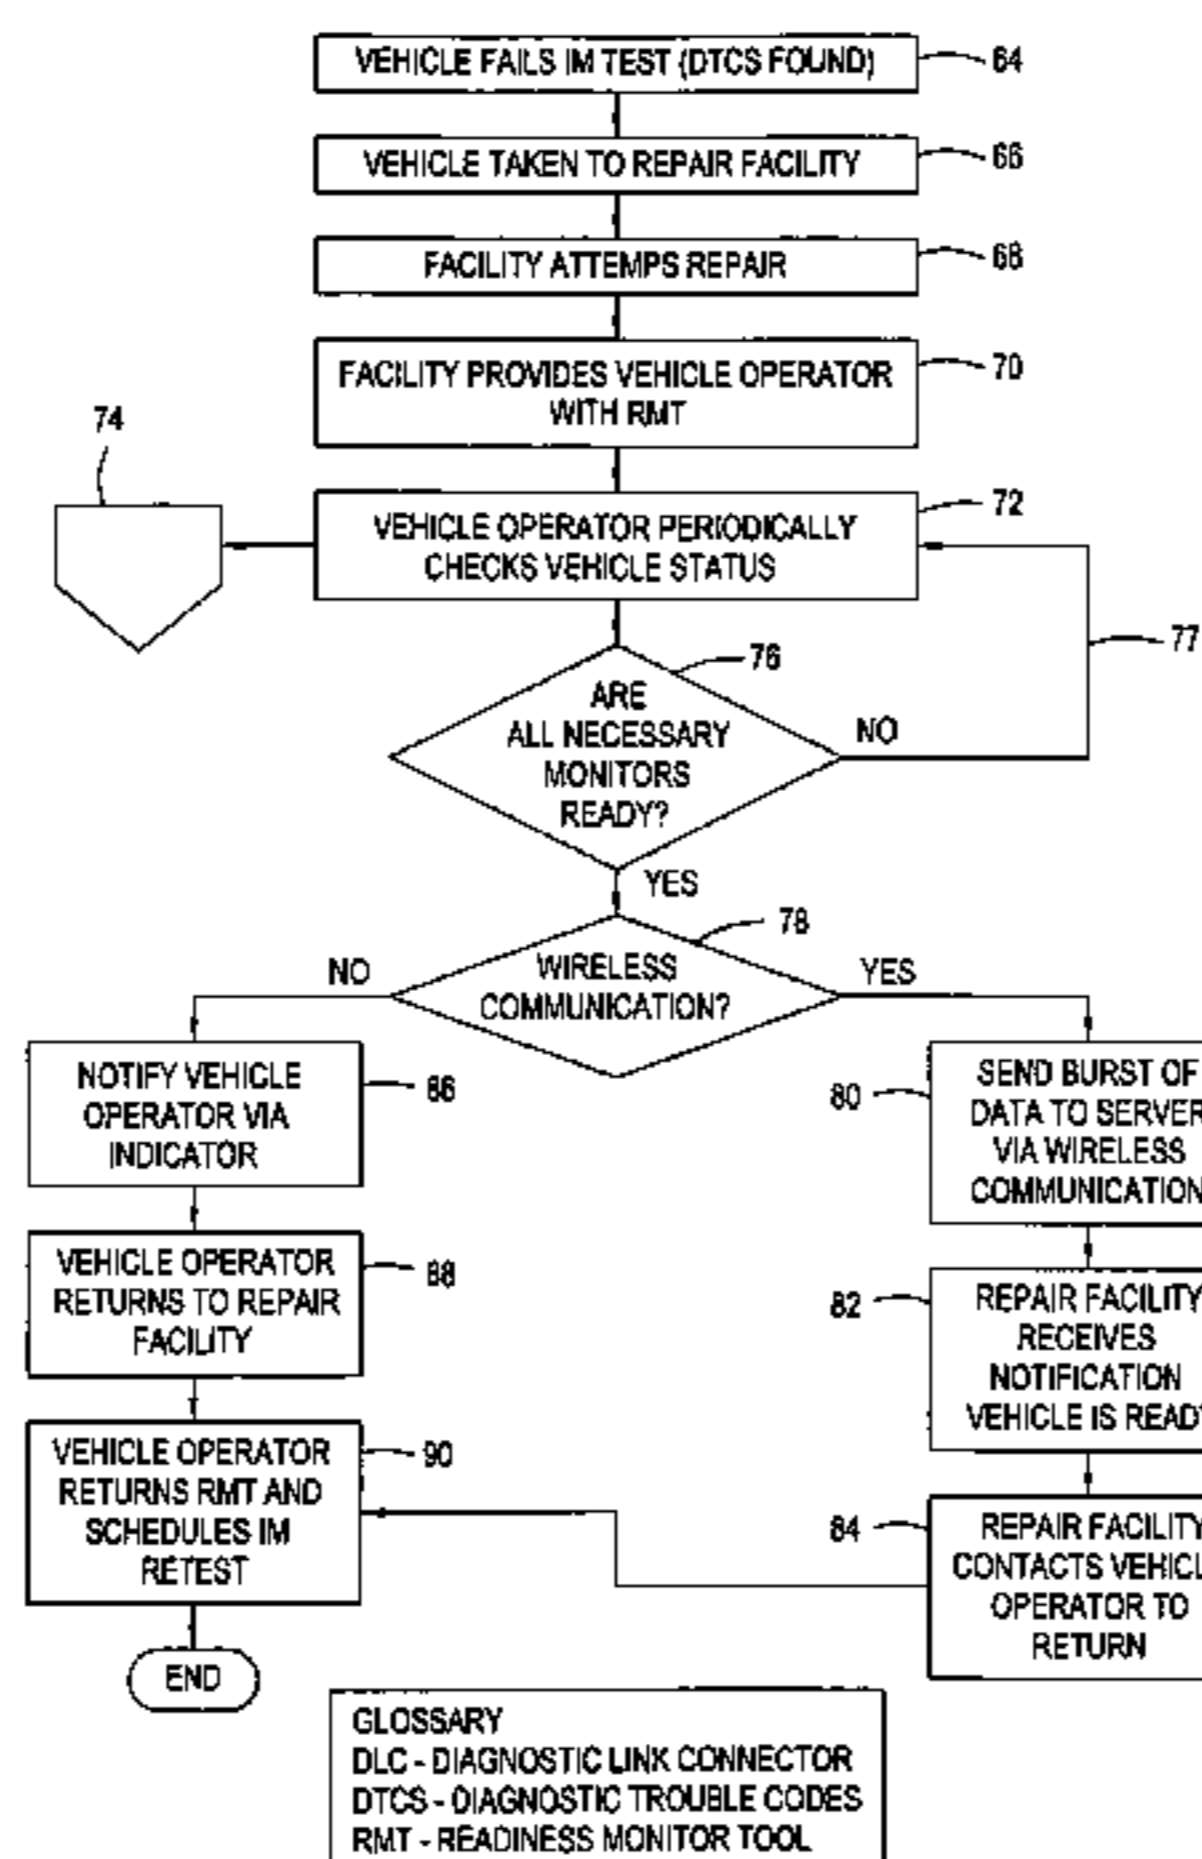 VEHICLE FAILS IM TEST (DTCS FOUND)
64
VEHICLE TAKEN TO REPAIR FACILITY
66
FACILITY ATTEMPS REPAIR
68
FACILITY PROVIDES VEHICLE OPERATOR
WITH RMT
70
74
VEHICLE OPERATOR PERIODICALLY
CHECKS VEHICLE STATUS
72
77
76
ARE
ALL NECESSARY
MONITORS
READY?
NO
YES
78
WIRELESS
COMMUNICATION?
NO
YES
NOTIFY VEHICLE
OPERATOR VIA
INDICATOR
86
80
SEND BURST OF
DATA TO SERVER
VIA WIRELESS
COMMUNICATION
VEHICLE OPERATOR
RETURNS TO REPAIR
FACILITY
88
82
REPAIR FACILITY
RECEIVES
NOTIFICATION
VEHICLE IS READY
VEHICLE OPERATOR
RETURNS RMT AND
SCHEDULES IM
RETEST
90
84
REPAIR FACILITY
CONTACTS VEHICL
OPERATOR TO
RETURN
END
GLOSSARY
DLC - DIAGNOSTIC LINK CONNECTOR
DTCS - DIAGNOSTIC TROUBLE CODES
RMT - READINESS MONITOR TOOL